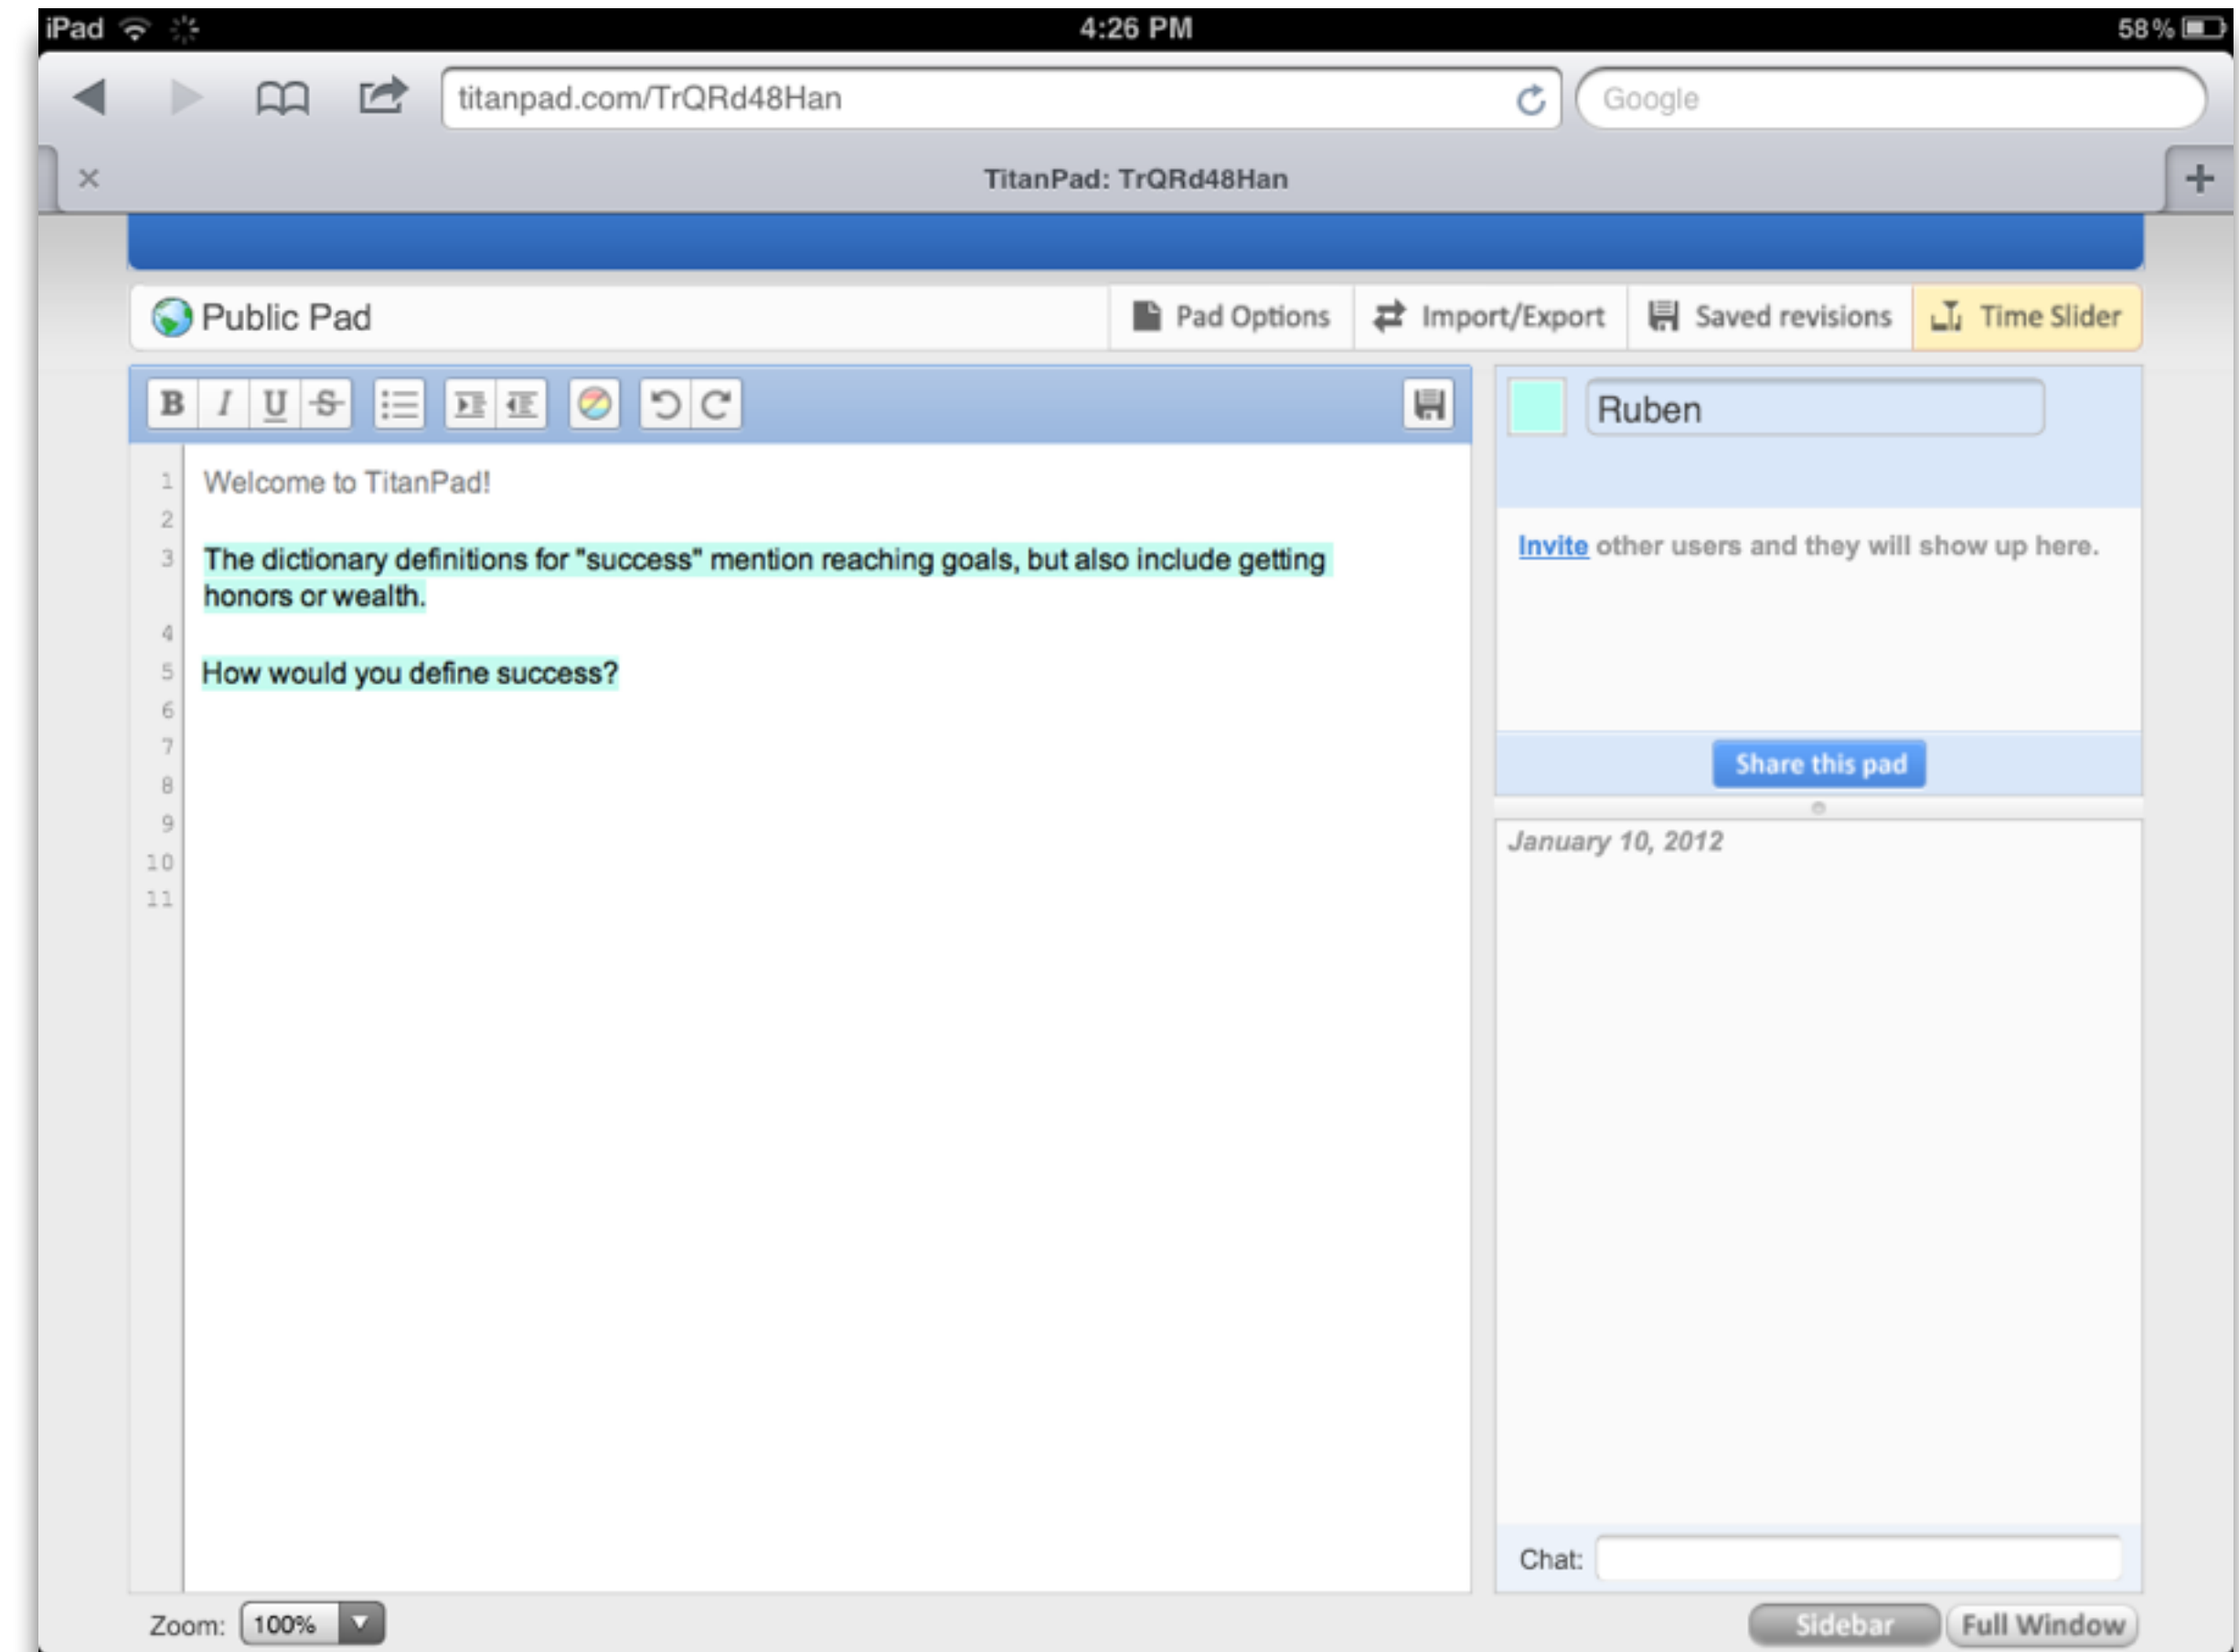 iPad 4:26 PM 58%
titanpad.com/TrQRd48Han Google
TitanPad: TrQRd48Han
Public Pad Pad Options Import/Export Saved revisions Time Slider
B I U S
Ruben
1 Welcome to TitanPad!
2
3 The dictionary definitions for "success" mention reaching goals, but also include getting
honors or wealth.
4
5 How would you define success?
6
7
8
9
10
11
Invite other users and they will show up here.
Share this pad
January 10, 2012
Chat:
Zoom: 100% Sidebar Full Window